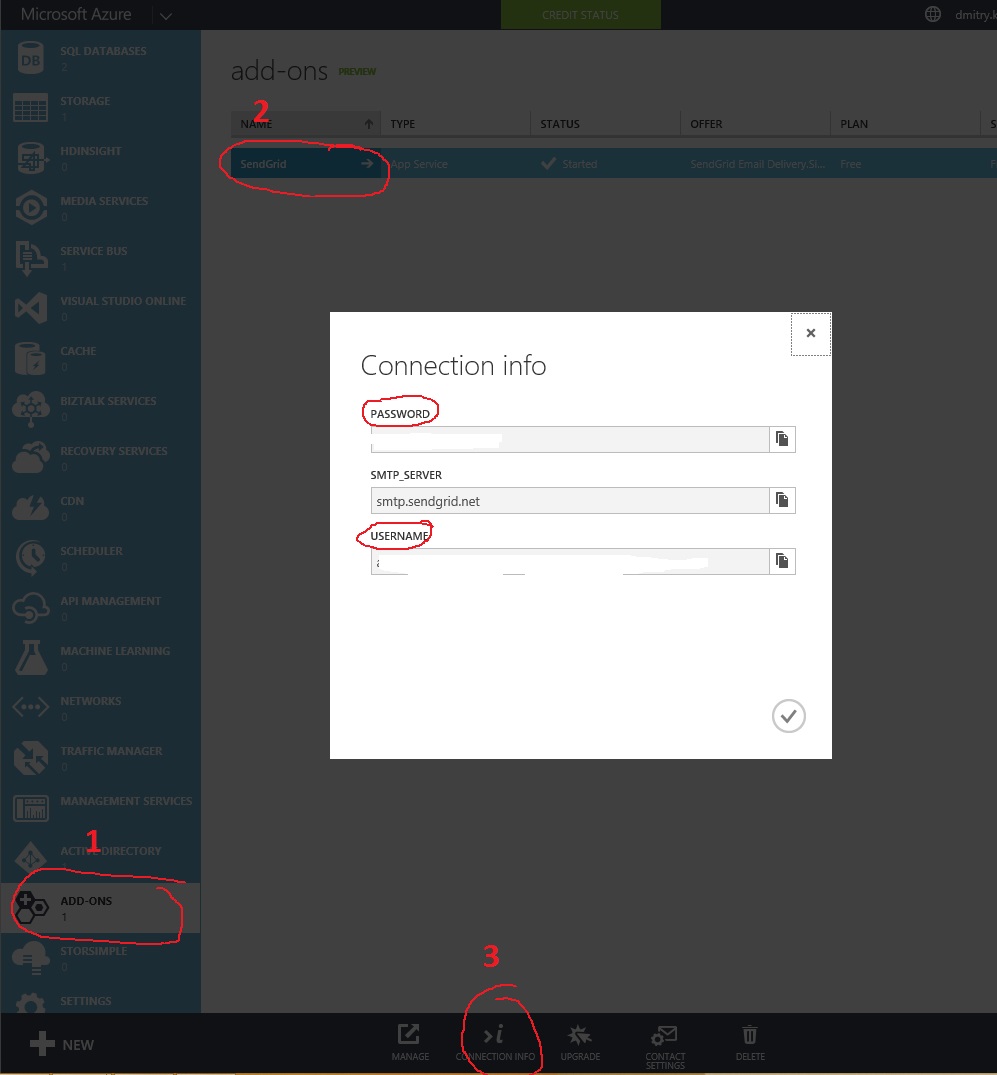 Microsoft Azure
CREDIT STATUS
dmitry.k
SQL DATABASES
2
STORAGE
1
HDINSIGHT
0
MEDIA SERVICES
0
SERVICE BUS
1
VISUAL STUDIO ONLINE
0
CACHE
0
BIZTALK SERVICES
0
RECOVERY SERVICES
0
CDN
0
SCHEDULER
0
API MANAGEMENT
0
MACHINE LEARNING
0
NETWORKS
0
TRAFFIC MANAGER
0
MANAGEMENT SERVICES
1
ACTIVE DIRECTORY
ADD-ONS
1
STORSIMPLE
0
SETTINGS
add-ons PREVIEW
2
NAME TYPE STATUS OFFER PLAN S
SendGrid App Service Started SendGrid Email Delivery.Si... Free
Connection info
PASSWORD
SMTP_SERVER
smtp.sendgrid.net
USERNAME
3
NEW
MANAGE
CONNECTION INFO
UPGRADE
CONTACT
SETTINGS
DELETE
DB